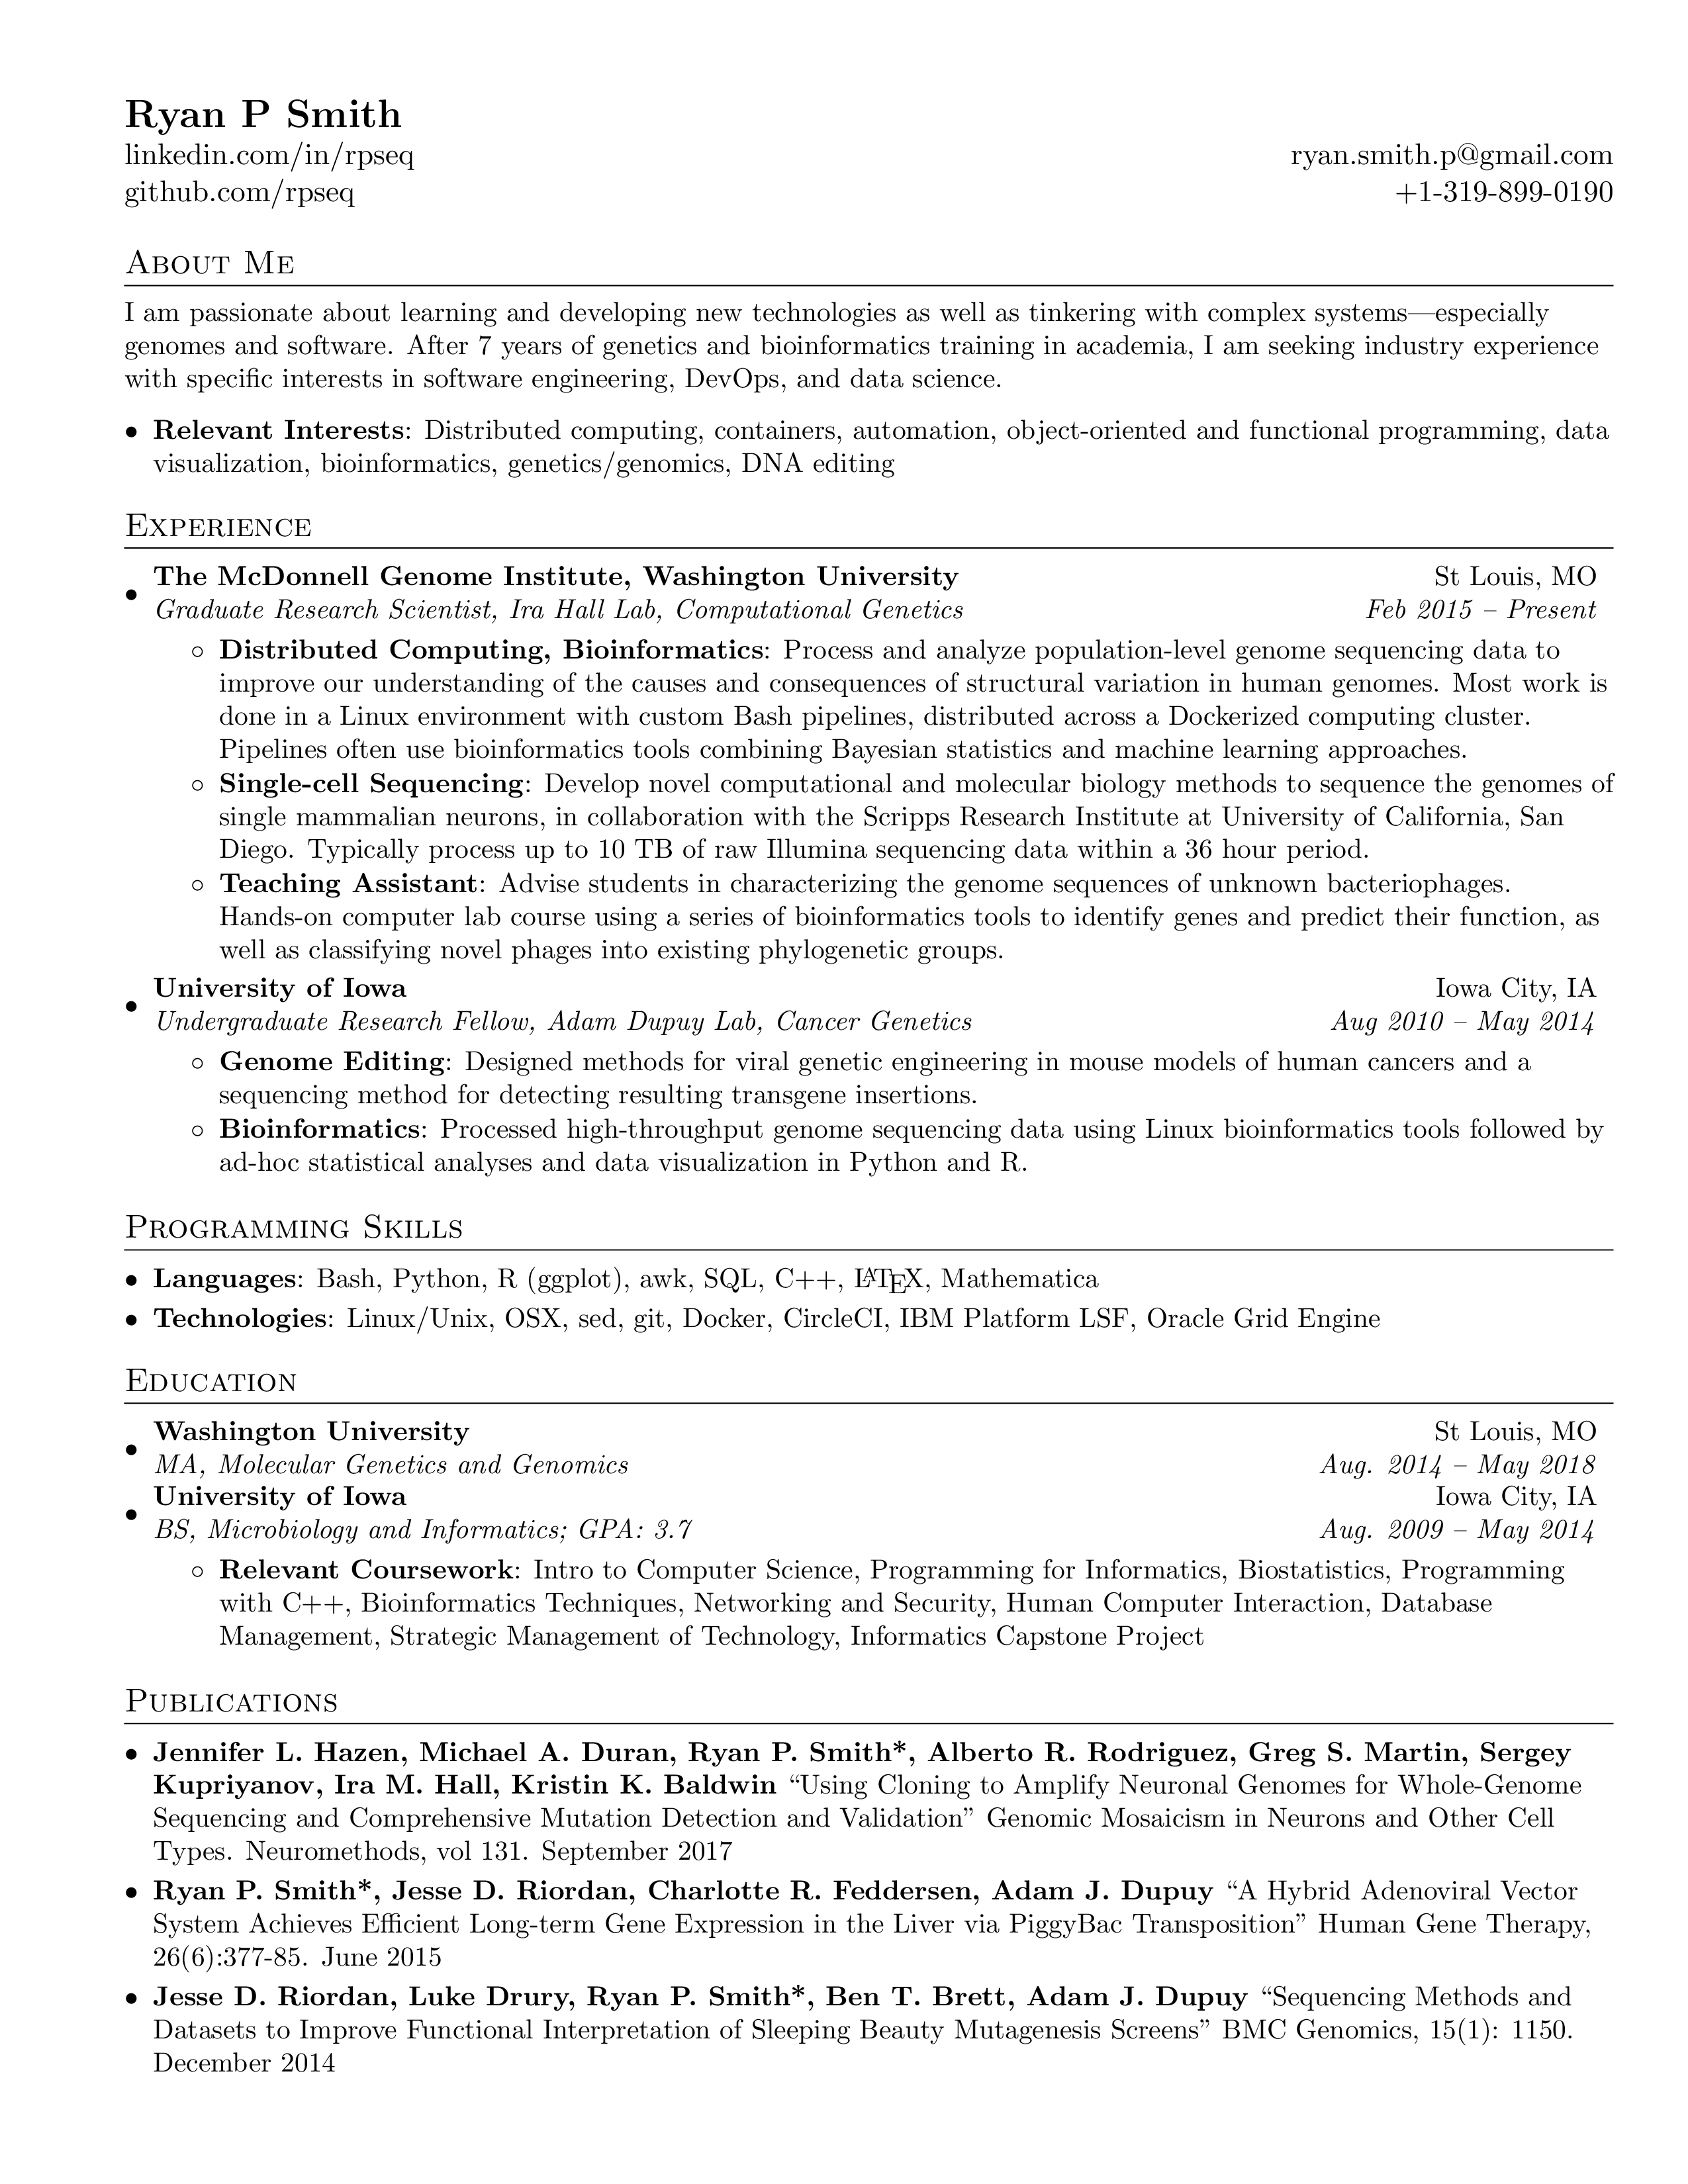 Ryan P Smith
linkedin.com/in/rpseq ryan.smith.p@gmail.com
github.com/rpseq +1-319-899-0190
About Me
I am passionate about learning and developing new technologies as well as tinkering with complex systems—especially
genomes and software. After 7 years of genetics and bioinformatics training in academia, I am seeking industry experience
with specific interests in software engineering, DevOps, and data science.
• Relevant Interests: Distributed computing, containers, automation, object-oriented and functional programming, data
visualization, bioinformatics, genetics/genomics, DNA editing
Experience
• The McDonnell Genome Institute, Washington University St Louis, MO
Graduate Research Scientist, Ira Hall Lab, Computational Genetics Feb 2015 – Present
◦ Distributed Computing, Bioinformatics: Process and analyze population-level genome sequencing data to
improve our understanding of the causes and consequences of structural variation in human genomes. Most work is
done in a Linux environment with custom Bash pipelines, distributed across a Dockerized computing cluster.
Pipelines often use bioinformatics tools combining Bayesian statistics and machine learning approaches.
◦ Single-cell Sequencing: Develop novel computational and molecular biology methods to sequence the genomes of
single mammalian neurons, in collaboration with the Scripps Research Institute at University of California, San
Diego. Typically process up to 10 TB of raw Illumina sequencing data within a 36 hour period.
◦ Teaching Assistant: Advise students in characterizing the genome sequences of unknown bacteriophages.
Hands-on computer lab course using a series of bioinformatics tools to identify genes and predict their function, as
well as classifying novel phages into existing phylogenetic groups.
• University of Iowa Iowa City, IA
Undergraduate Research Fellow, Adam Dupuy Lab, Cancer Genetics Aug 2010 – May 2014
◦ Genome Editing: Designed methods for viral genetic engineering in mouse models of human cancers and a
sequencing method for detecting resulting transgene insertions.
◦ Bioinformatics: Processed high-throughput genome sequencing data using Linux bioinformatics tools followed by
ad-hoc statistical analyses and data visualization in Python and R.
Programming Skills
• Languages: Bash, Python, R (ggplot), awk, SQL, C++, LATEX, Mathematica
• Technologies: Linux/Unix, OSX, sed, git, Docker, CircleCI, IBM Platform LSF, Oracle Grid Engine
Education
• Washington University St Louis, MO
MA, Molecular Genetics and Genomics Aug. 2014 – May 2018
• University of Iowa Iowa City, IA
BS, Microbiology and Informatics; GPA: 3.7 Aug. 2009 – May 2014
◦ Relevant Coursework: Intro to Computer Science, Programming for Informatics, Biostatistics, Programming
with C++, Bioinformatics Techniques, Networking and Security, Human Computer Interaction, Database
Management, Strategic Management of Technology, Informatics Capstone Project
Publications
• Jennifer L. Hazen, Michael A. Duran, Ryan P. Smith*, Alberto R. Rodriguez, Greg S. Martin, Sergey
Kupriyanov, Ira M. Hall, Kristin K. Baldwin “Using Cloning to Amplify Neuronal Genomes for Whole-Genome
Sequencing and Comprehensive Mutation Detection and Validation” Genomic Mosaicism in Neurons and Other Cell
Types. Neuromethods, vol 131. September 2017
• Ryan P. Smith*, Jesse D. Riordan, Charlotte R. Feddersen, Adam J. Dupuy “A Hybrid Adenoviral Vector
System Achieves Efficient Long-term Gene Expression in the Liver via PiggyBac Transposition” Human Gene Therapy,
26(6):377-85. June 2015
• Jesse D. Riordan, Luke Drury, Ryan P. Smith*, Ben T. Brett, Adam J. Dupuy “Sequencing Methods and
Datasets to Improve Functional Interpretation of Sleeping Beauty Mutagenesis Screens” BMC Genomics, 15(1): 1150.
December 2014